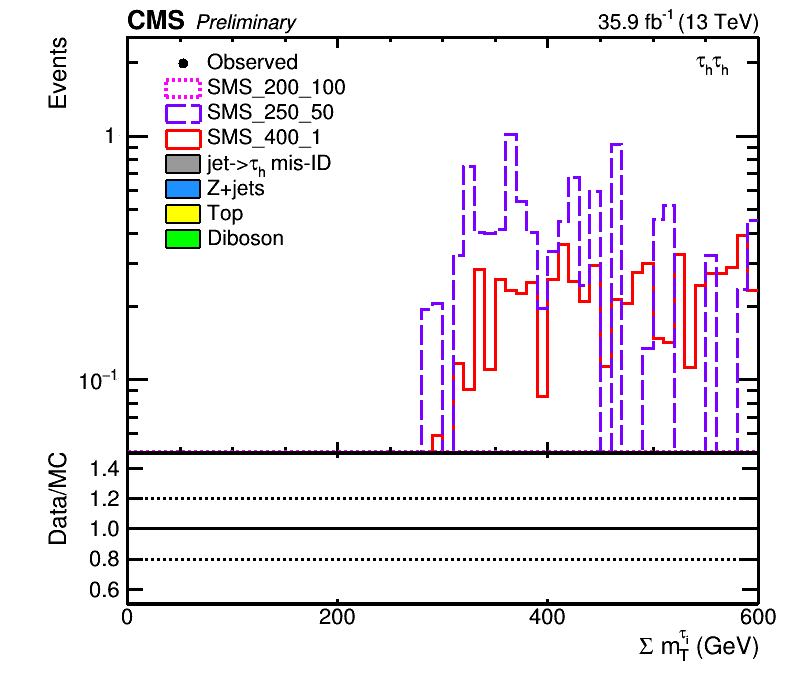 CMS Preliminary 35.9 fb⁻¹ (13 TeV)
Events
τhτh
Observed
SMS_200_100
SMS_250_50
SMS_400_1
jet->τh mis-ID
Z+jets
Top
Diboson
1
10⁻¹
Data/MC
1.4
1.2
1.0
0.8
0.6
0 200 400 600
Σ mTτi (GeV)